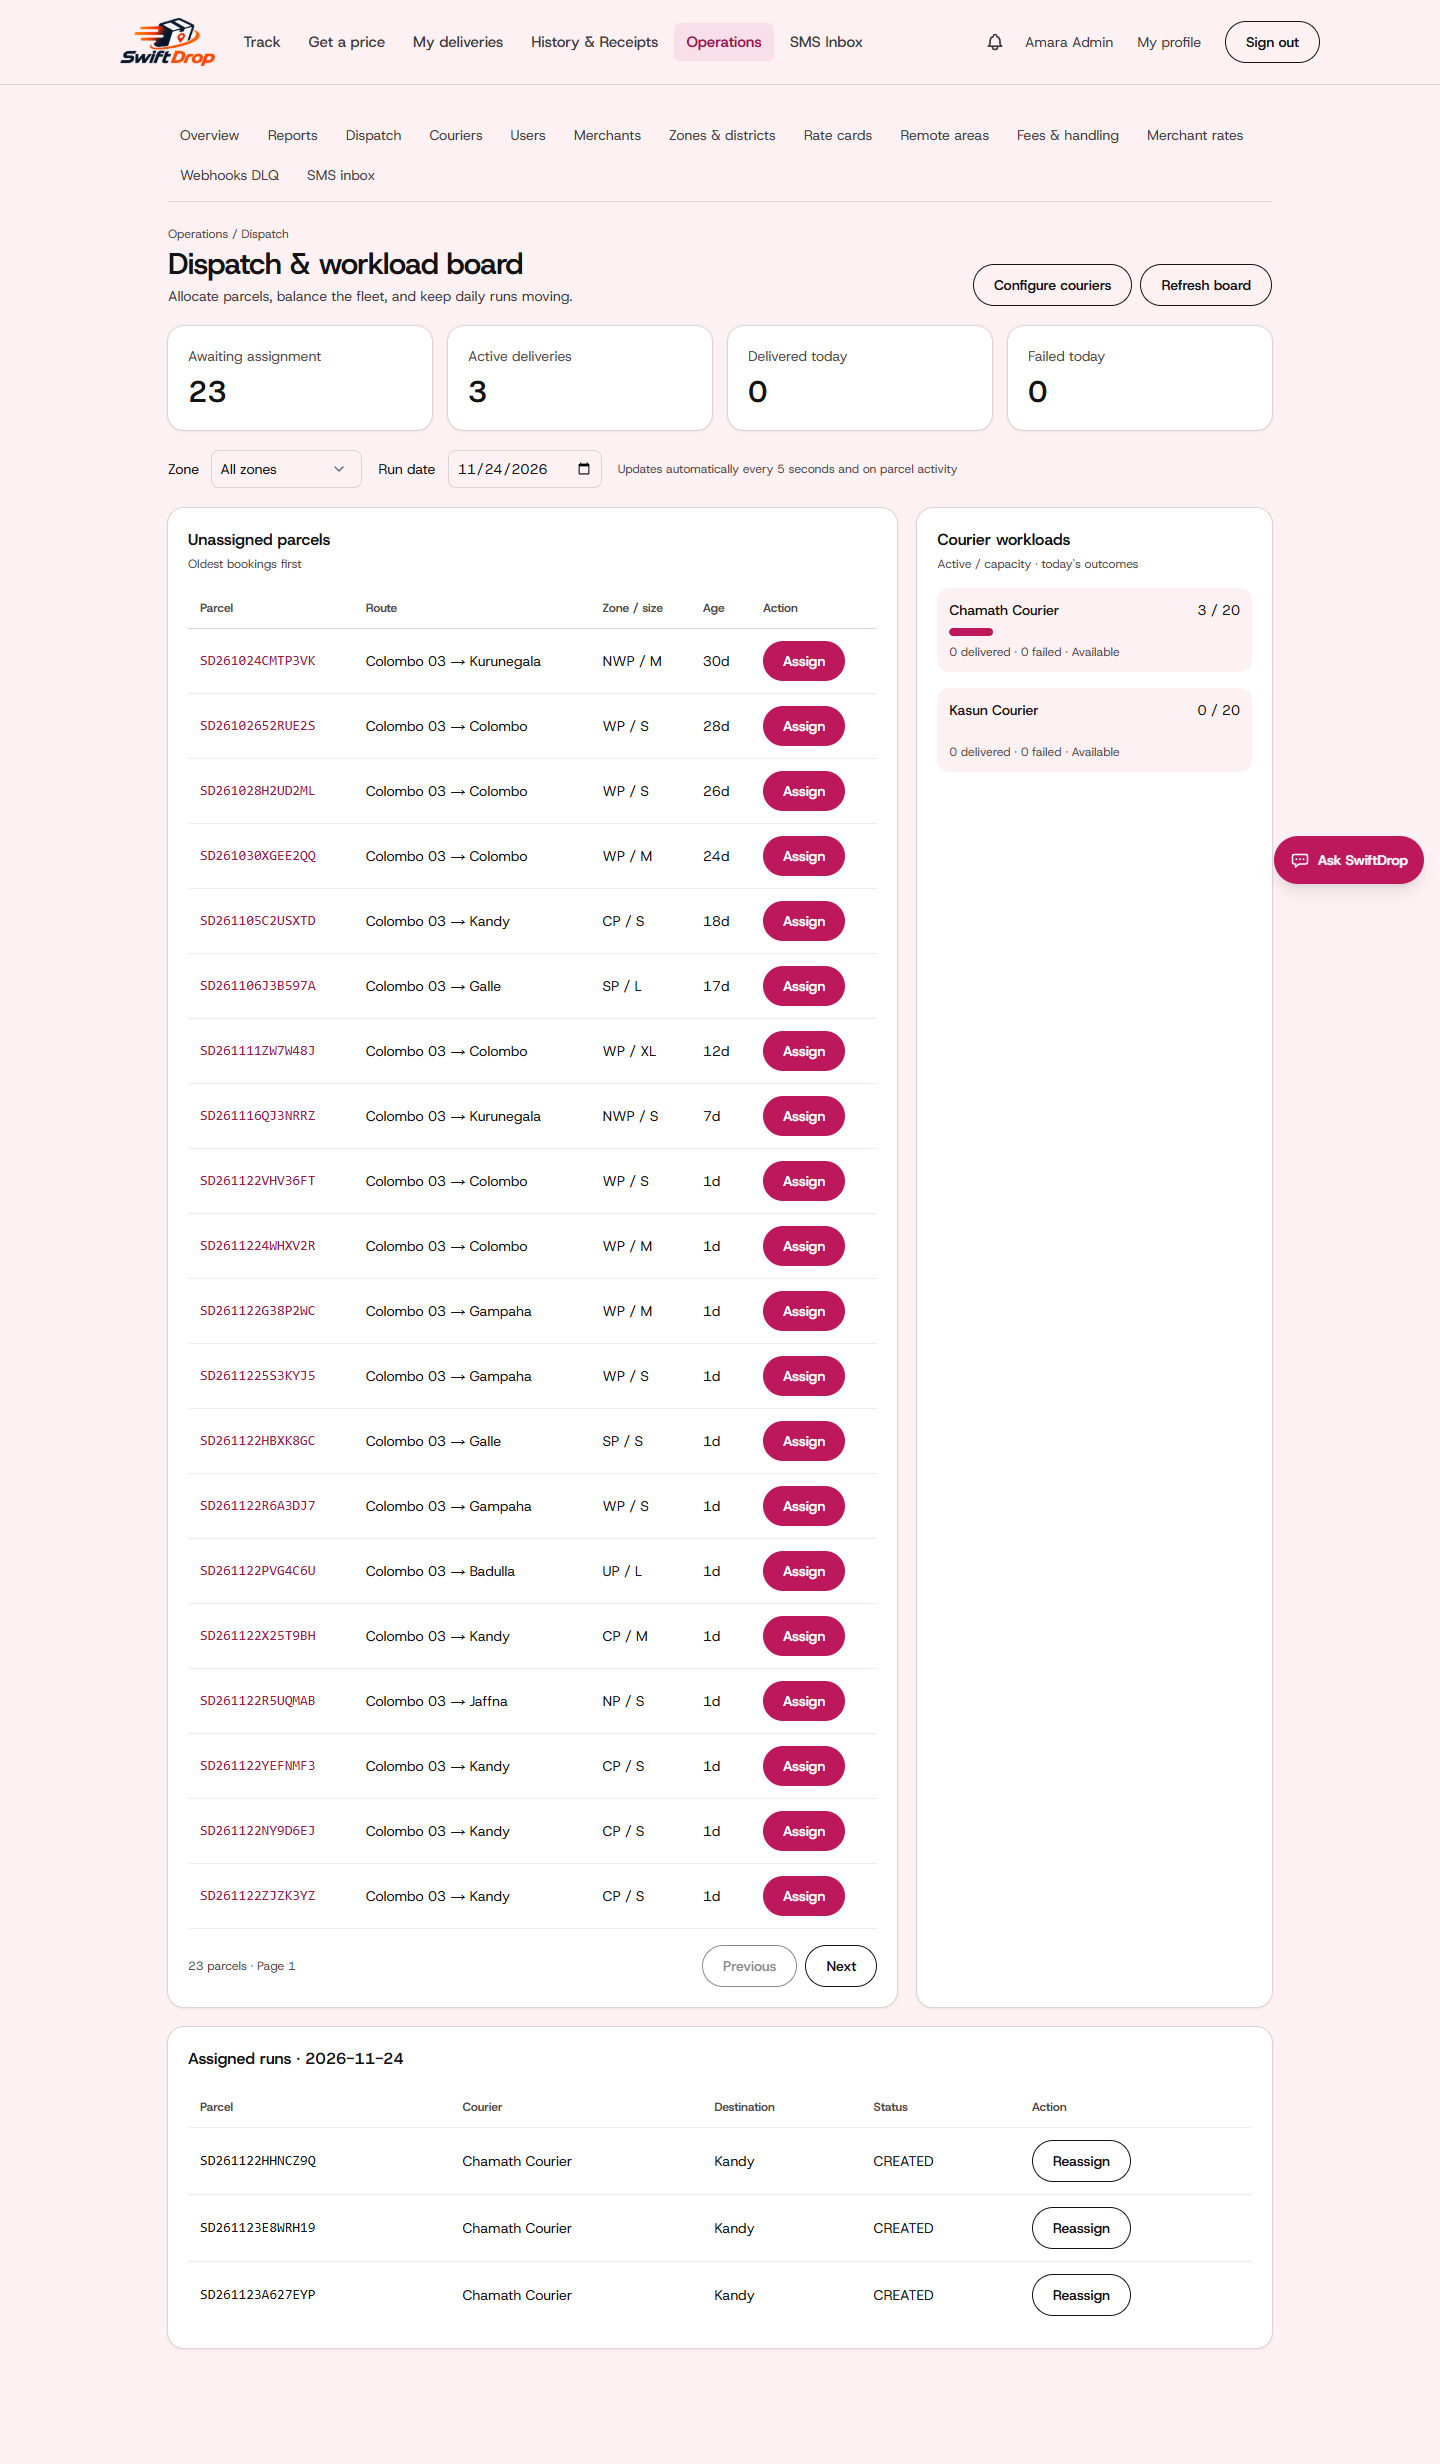 SwiftDrop
Track Get a price My deliveries History & Receipts Operations SMS Inbox Amara Admin My profile Sign out
Overview Reports Dispatch Couriers Users Merchants Zones & districts Rate cards Remote areas Fees & handling Merchant rates
Webhooks DLQ SMS inbox
Operations / Dispatch
Dispatch & workload board
Allocate parcels, balance the fleet, and keep daily runs moving.
Configure couriers Refresh board
Awaiting assignment Active deliveries Delivered today Failed today
23 3 0 0
Zone All zones Run date 11/24/2026 Updates automatically every 5 seconds and on parcel activity
Unassigned parcels
Oldest bookings first
Parcel Route Zone / size Age Action
SD261024CMTP3VK Colombo 03 → Kurunegala NWP / M 30d Assign
SD26102652RUE2S Colombo 03 → Colombo WP / S 28d Assign
SD261028H2UD2ML Colombo 03 → Colombo WP / S 26d Assign
SD261030XGEE2QQ Colombo 03 → Colombo WP / M 24d Assign
SD261105C2USXTD Colombo 03 → Kandy CP / S 18d Assign
SD261106J3B597A Colombo 03 → Galle SP / L 17d Assign
SD261111ZW7W48J Colombo 03 → Colombo WP / XL 12d Assign
SD261116QJ3NRRZ Colombo 03 → Kurunegala NWP / S 7d Assign
SD261122VHV36FT Colombo 03 → Colombo WP / S 1d Assign
SD2611224WHXV2R Colombo 03 → Colombo WP / M 1d Assign
SD261122G38P2WC Colombo 03 → Gampaha WP / M 1d Assign
SD2611225S3KYJ5 Colombo 03 → Gampaha WP / S 1d Assign
SD261122HBXK8GC Colombo 03 → Galle SP / S 1d Assign
SD261122R6A3DJ7 Colombo 03 → Gampaha WP / S 1d Assign
SD261122PVG4C6U Colombo 03 → Badulla UP / L 1d Assign
SD261122X25T9BH Colombo 03 → Kandy CP / M 1d Assign
SD261122R5UQMAB Colombo 03 → Jaffna NP / S 1d Assign
SD261122YEFNMF3 Colombo 03 → Kandy CP / S 1d Assign
SD261122NY9D6EJ Colombo 03 → Kandy CP / S 1d Assign
SD261122ZJZK3YZ Colombo 03 → Kandy CP / S 1d Assign
23 parcels · Page 1 Previous Next
Courier workloads
Active / capacity · today's outcomes
Chamath Courier 3 / 20
0 delivered · 0 failed · Available
Kasun Courier 0 / 20
0 delivered · 0 failed · Available
Ask SwiftDrop
Assigned runs · 2026-11-24
Parcel Courier Destination Status Action
SD261122HHNCZ9Q Chamath Courier Kandy CREATED Reassign
SD261123E8WRH19 Chamath Courier Kandy CREATED Reassign
SD261123A627EYP Chamath Courier Kandy CREATED Reassign